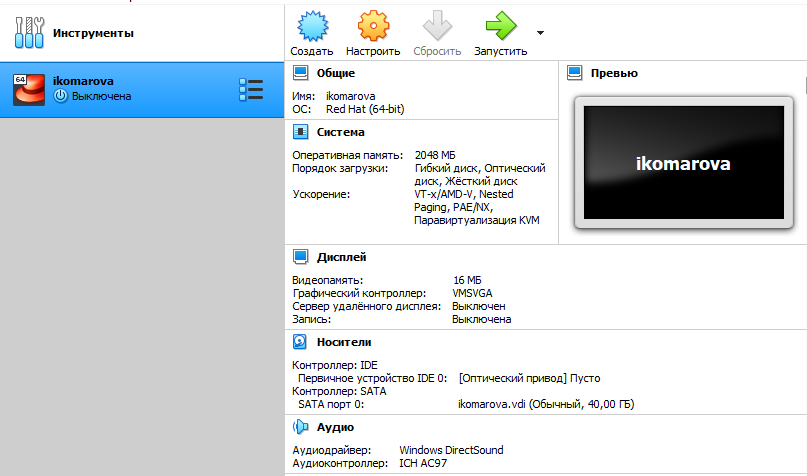 Инструменты
Создать Настроить Сбросить Запустить
64
ikomarova
Выключена
Общие
Имя: ikomarova
ОС: Red Hat (64-bit)
Система
Оперативная память: 2048 МБ
Порядок загрузки: Гибкий диск, Оптический
диск, Жёсткий диск
Ускорение: VT-x/AMD-V, Nested
Paging, PAE/NX,
Паравиртуализация KVM
Превью
ikomarova
Дисплей
Видеопамять: 16 МБ
Графический контроллер: VMSVGA
Сервер удалённого дисплея: Выключен
Запись: Выключена
Носители
Контроллер: IDE
Первичное устройство IDE 0: [Оптический привод] Пусто
Контроллер: SATA
SATA порт 0: ikomarova.vdi (Обычный, 40,00 ГБ)
Аудио
Аудиодрайвер: Windows DirectSound
Аудиоконтроллер: ICH AC97